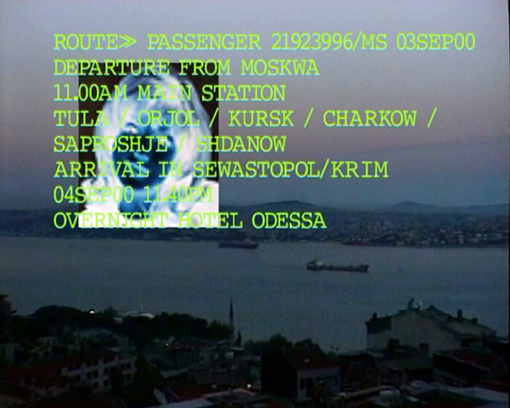 ROUTE≫ PASSENGER 21923996/MS 03SEP00
DEPARTURE FROM MOSKWA
11.00AM MAIN STATION
TULA / ORJOL / KURSK / CHARKOW /
SAPROSHJE / SHDANOW
ARRIVAL IN SEWASTOPOL/KRIM
04SEP00 11.40PM
OVERNIGHT HOTEL ODESSA